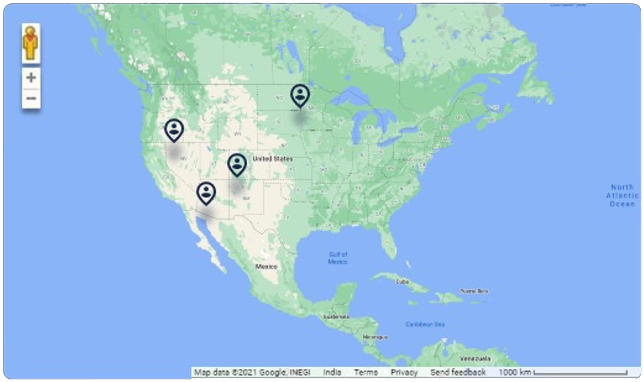 United States
North
Atlantic
Ocean
Gulf of
Mexico
Mexico
Cuba
Puerto Rico
Guatemala
Caribbean Sea
Nicaragua
Venezuela
Map data ©2021 Google, INEGI India Terms Privacy Send feedback 1000 km